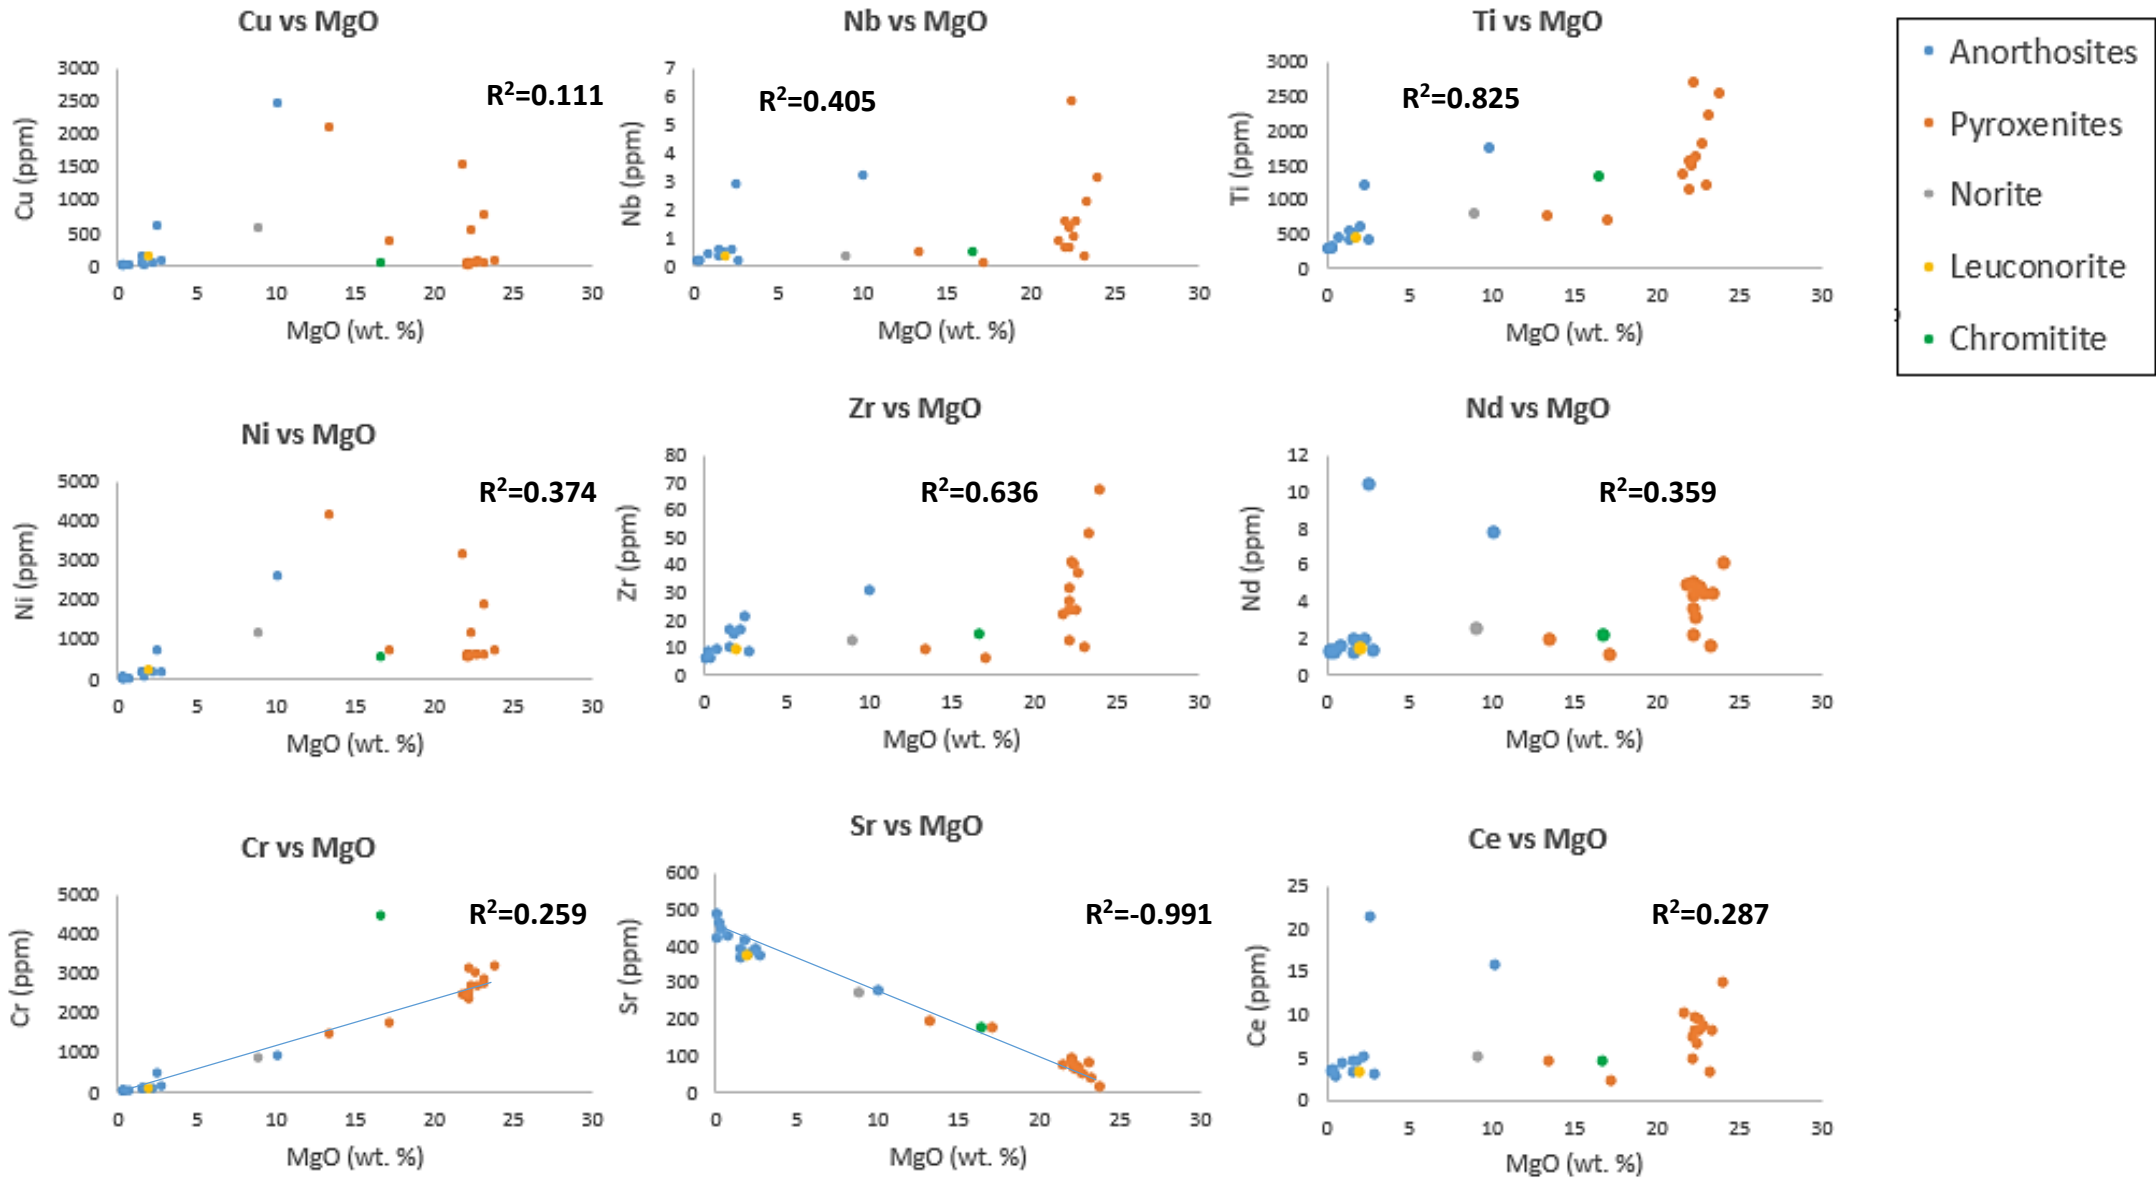 Cu vs MgO
R²=0.111
Cu (ppm)
3000
2500
2000
1500
1000
500
0
0 5 10 15 20 25 30
MgO (wt. %)
Nb vs MgO
R²=0.405
Nb (ppm)
7
6
5
4
3
2
1
0
0 5 10 15 20 25 30
MgO (wt. %)
Ti vs MgO
R²=0.825
Ti (ppm)
3000
2500
2000
1500
1000
500
0
0 5 10 15 20 25 30
MgO (wt. %)
Anorthosites
Pyroxenites
Norite
Leuconorite
Chromitite
Ni vs MgO
R²=0.374
Ni (ppm)
5000
4000
3000
2000
1000
0
0 5 10 15 20 25 30
MgO (wt. %)
Zr vs MgO
R²=0.636
Zr (ppm)
80
70
60
50
40
30
20
10
0
0 5 10 15 20 25 30
MgO (wt. %)
Nd vs MgO
R²=0.359
Nd (ppm)
12
10
8
6
4
2
0
0 5 10 15 20 25 30
MgO (wt. %)
Cr vs MgO
R²=0.259
Cr (ppm)
5000
4000
3000
2000
1000
0
0 5 10 15 20 25 30
MgO (wt. %)
Sr vs MgO
R²=-0.991
Sr (ppm)
600
500
400
300
200
100
0
0 5 10 15 20 25 30
MgO (wt. %)
Ce vs MgO
R²=0.287
Ce (ppm)
25
20
15
10
5
0
0 5 10 15 20 25 30
MgO (wt. %)